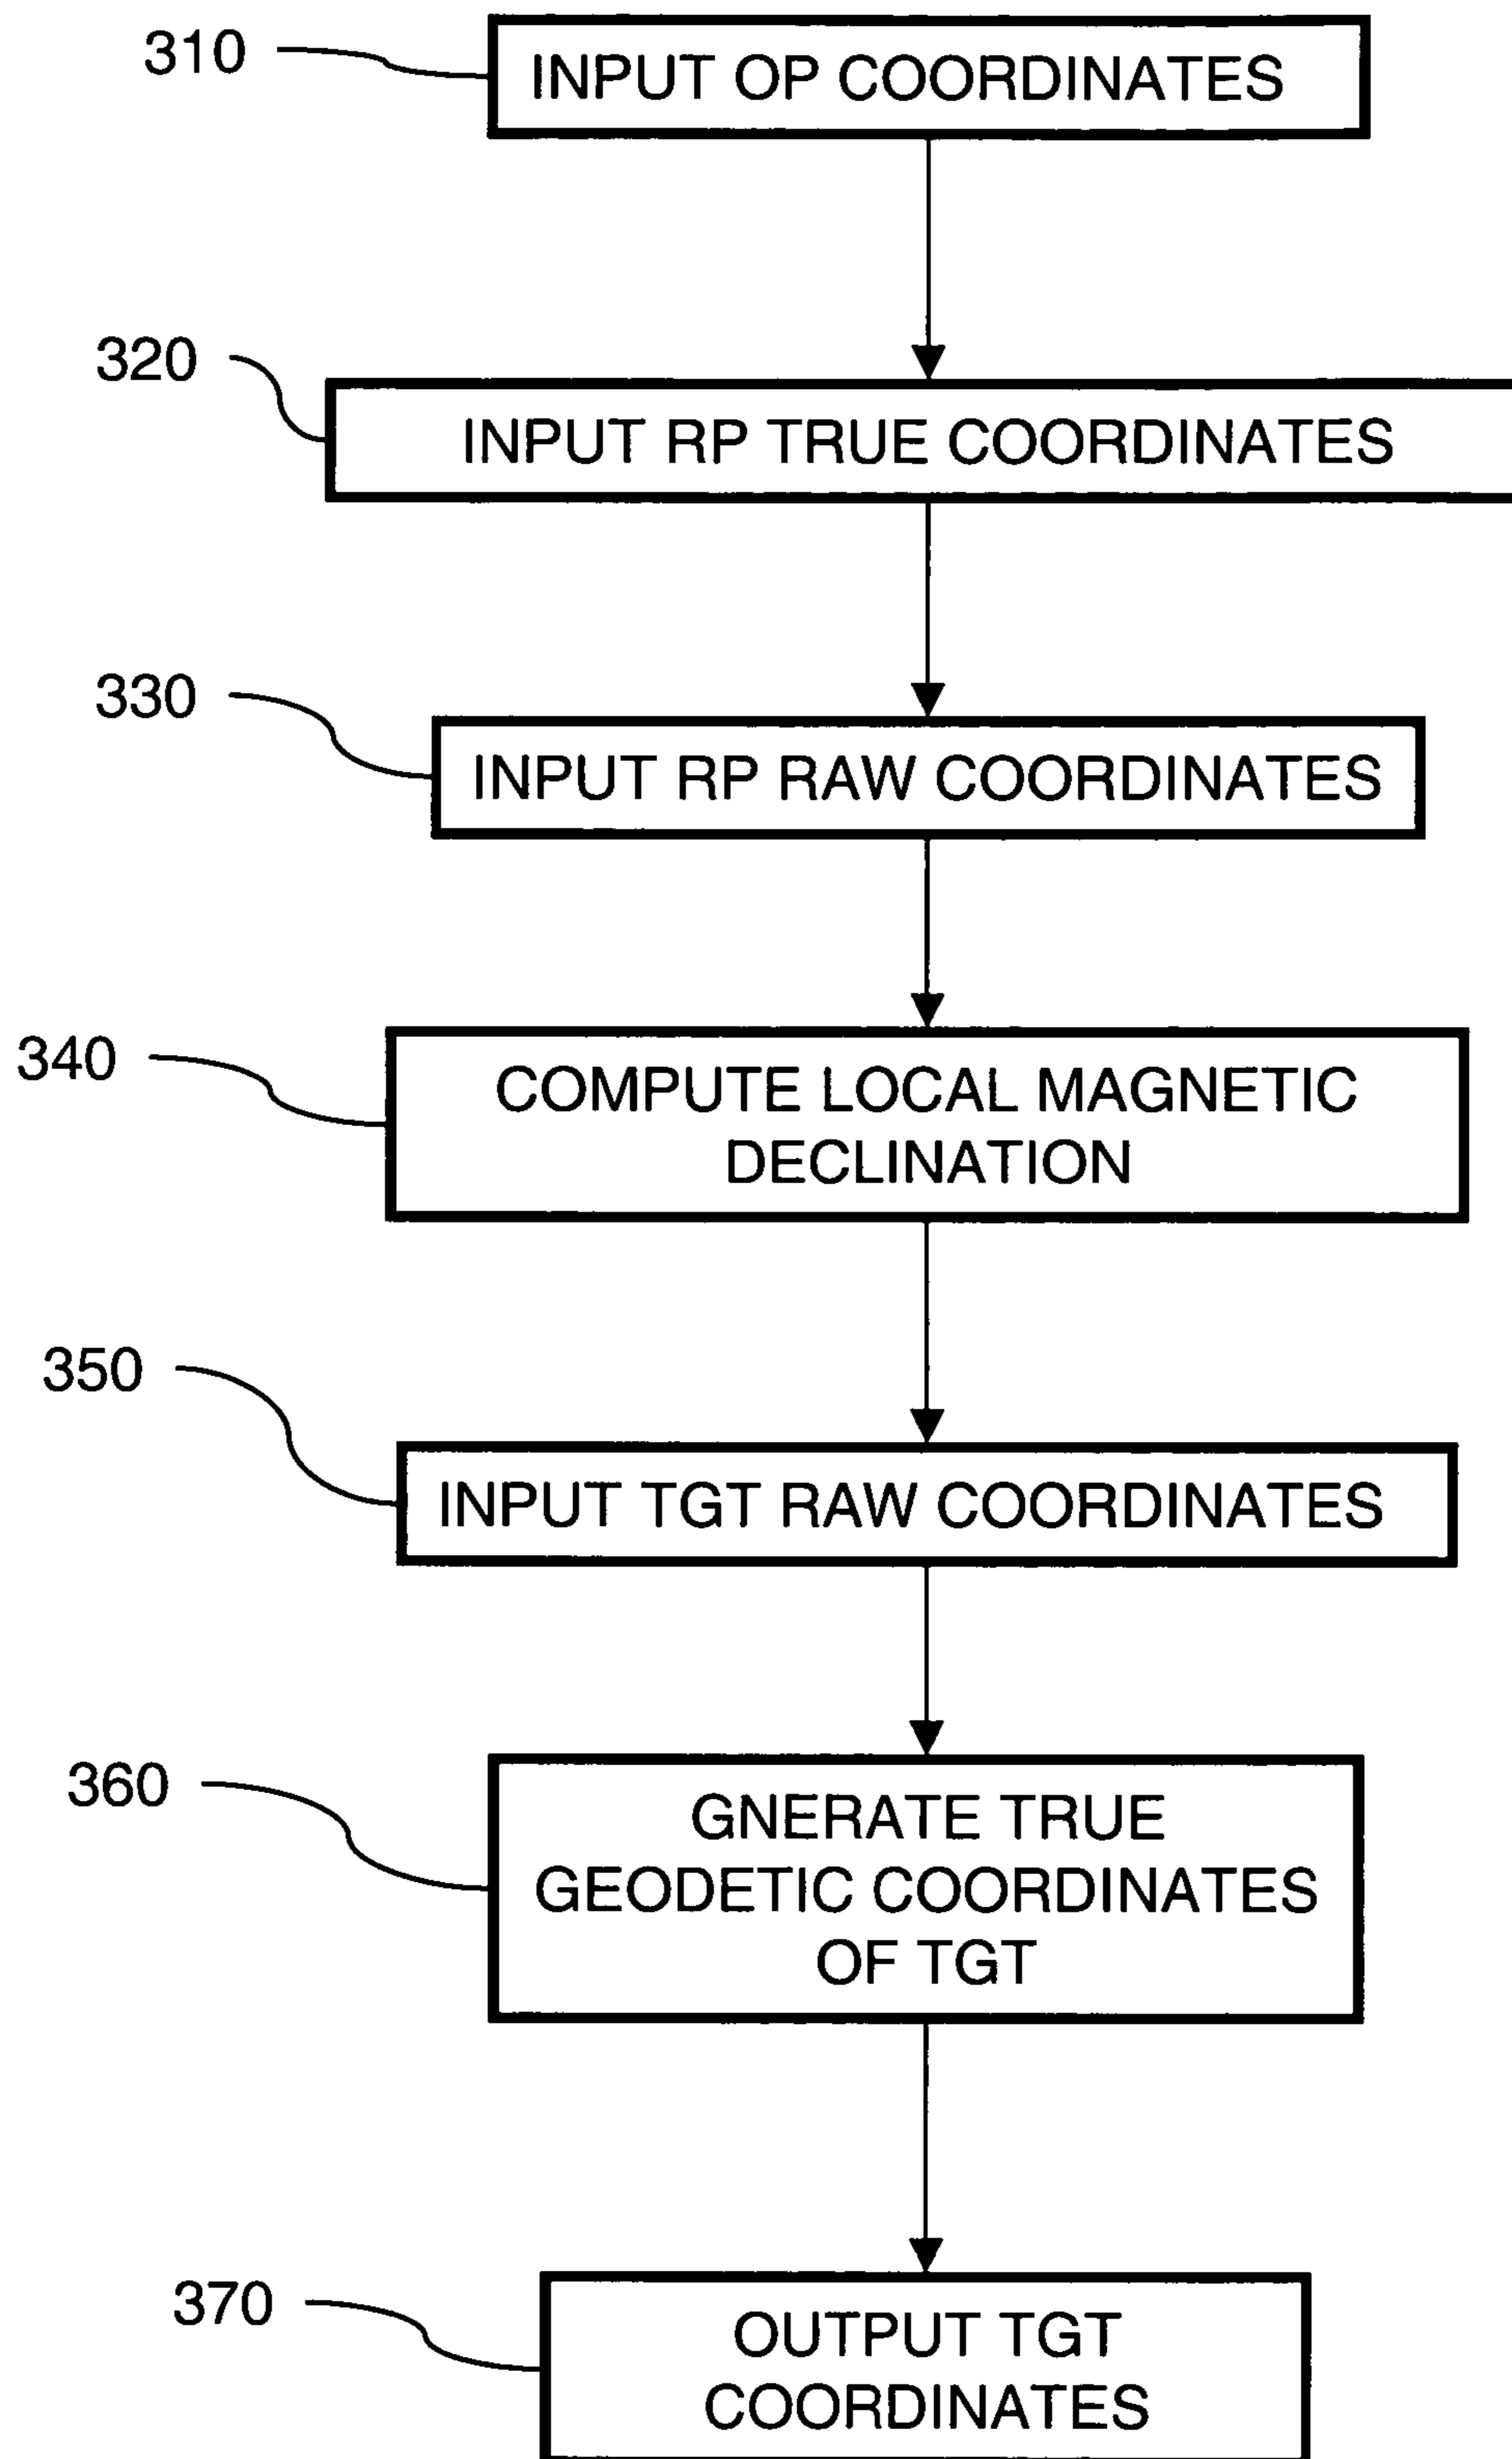 310
INPUT OP COORDINATES
320
INPUT RP TRUE COORDINATES
330
INPUT RP RAW COORDINATES
340
COMPUTE LOCAL MAGNETIC
DECLINATION
350
INPUT TGT RAW COORDINATES
360
GNERATE TRUE
GEODETIC COORDINATES
OF TGT
370
OUTPUT TGT
COORDINATES